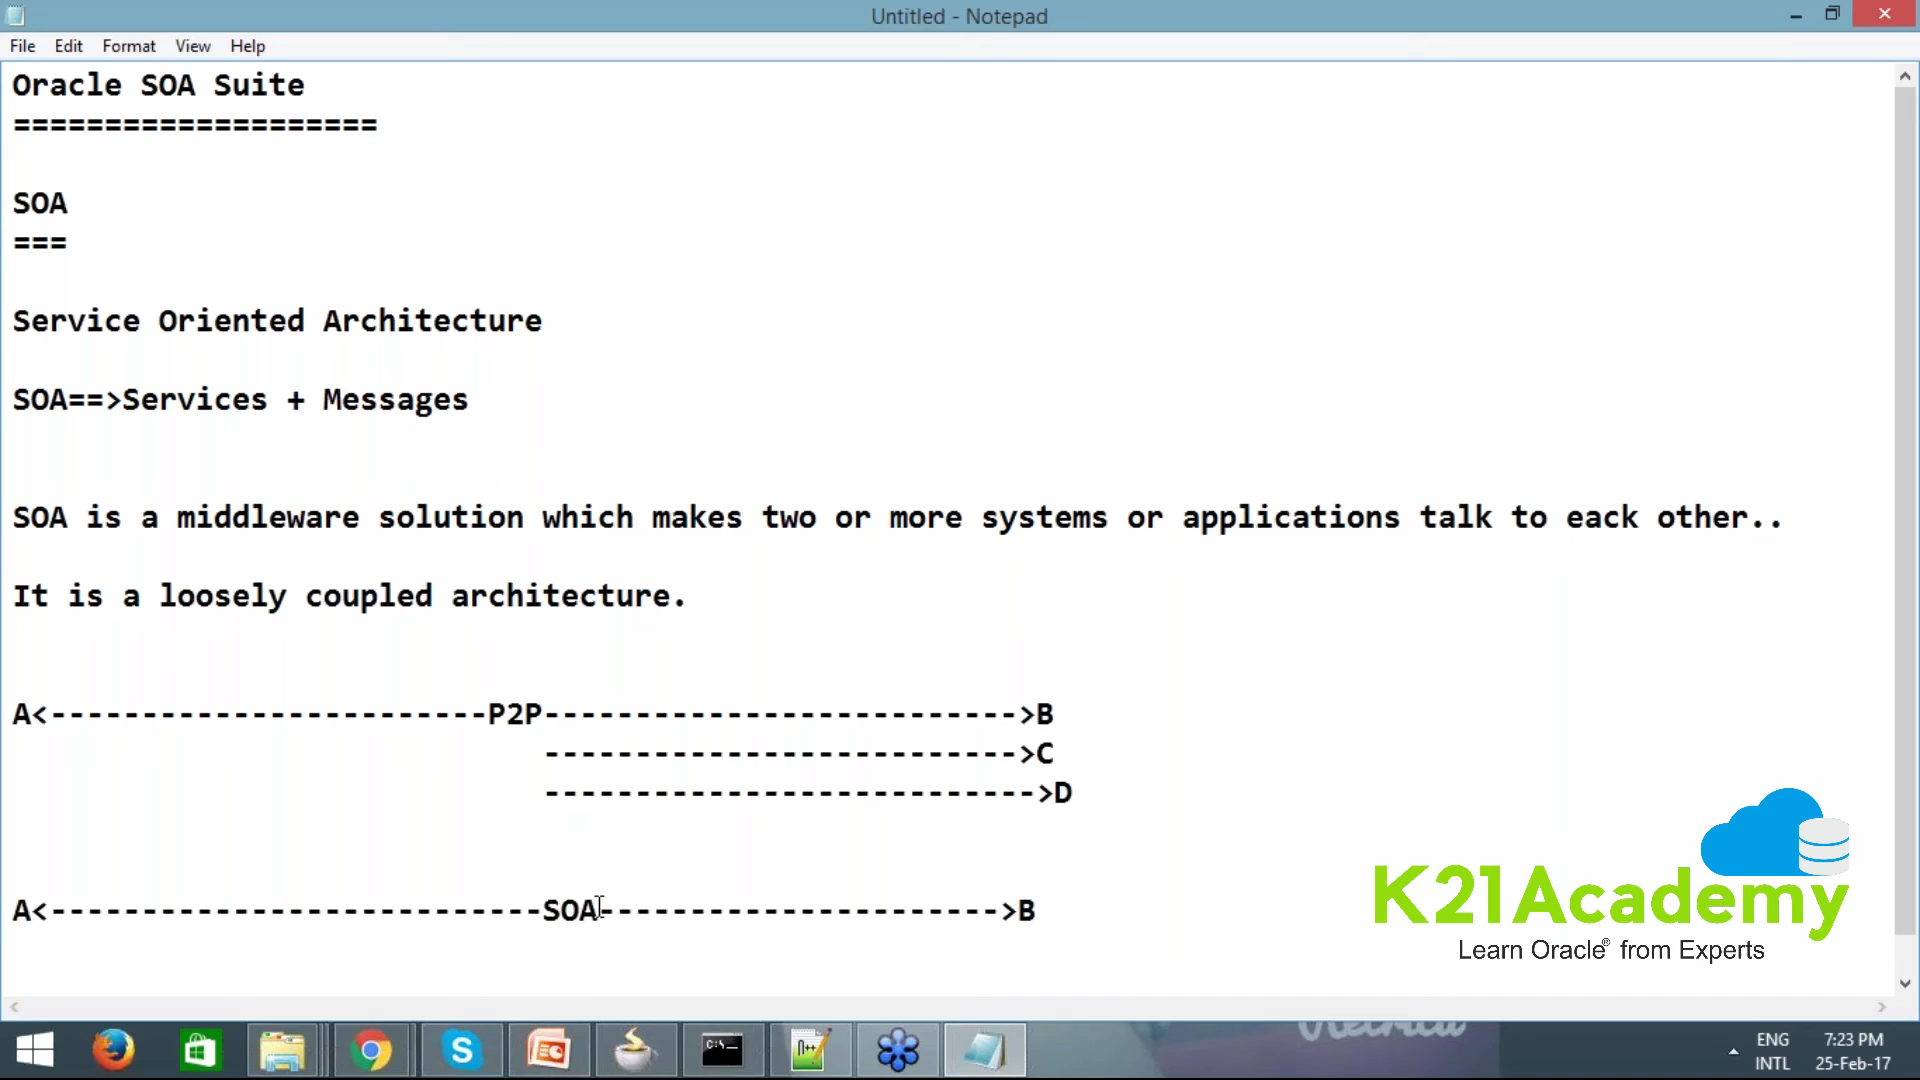 Untitled - Notepad
File Edit Format View Help
Oracle SOA Suite
====================
SOA
===
Service Oriented Architecture
SOA==>Services + Messages
SOA is a middleware solution which makes two or more systems or applications talk to eack other..
It is a loosely coupled architecture.
A<------------------------P2P-------------------------->B
-------------------------->C
--------------------------->D
A<---------------------------SOA---------------------->B
K21Academy
Learn Oracle® from Experts
ENG 7:23 PM
INTL 25-Feb-17